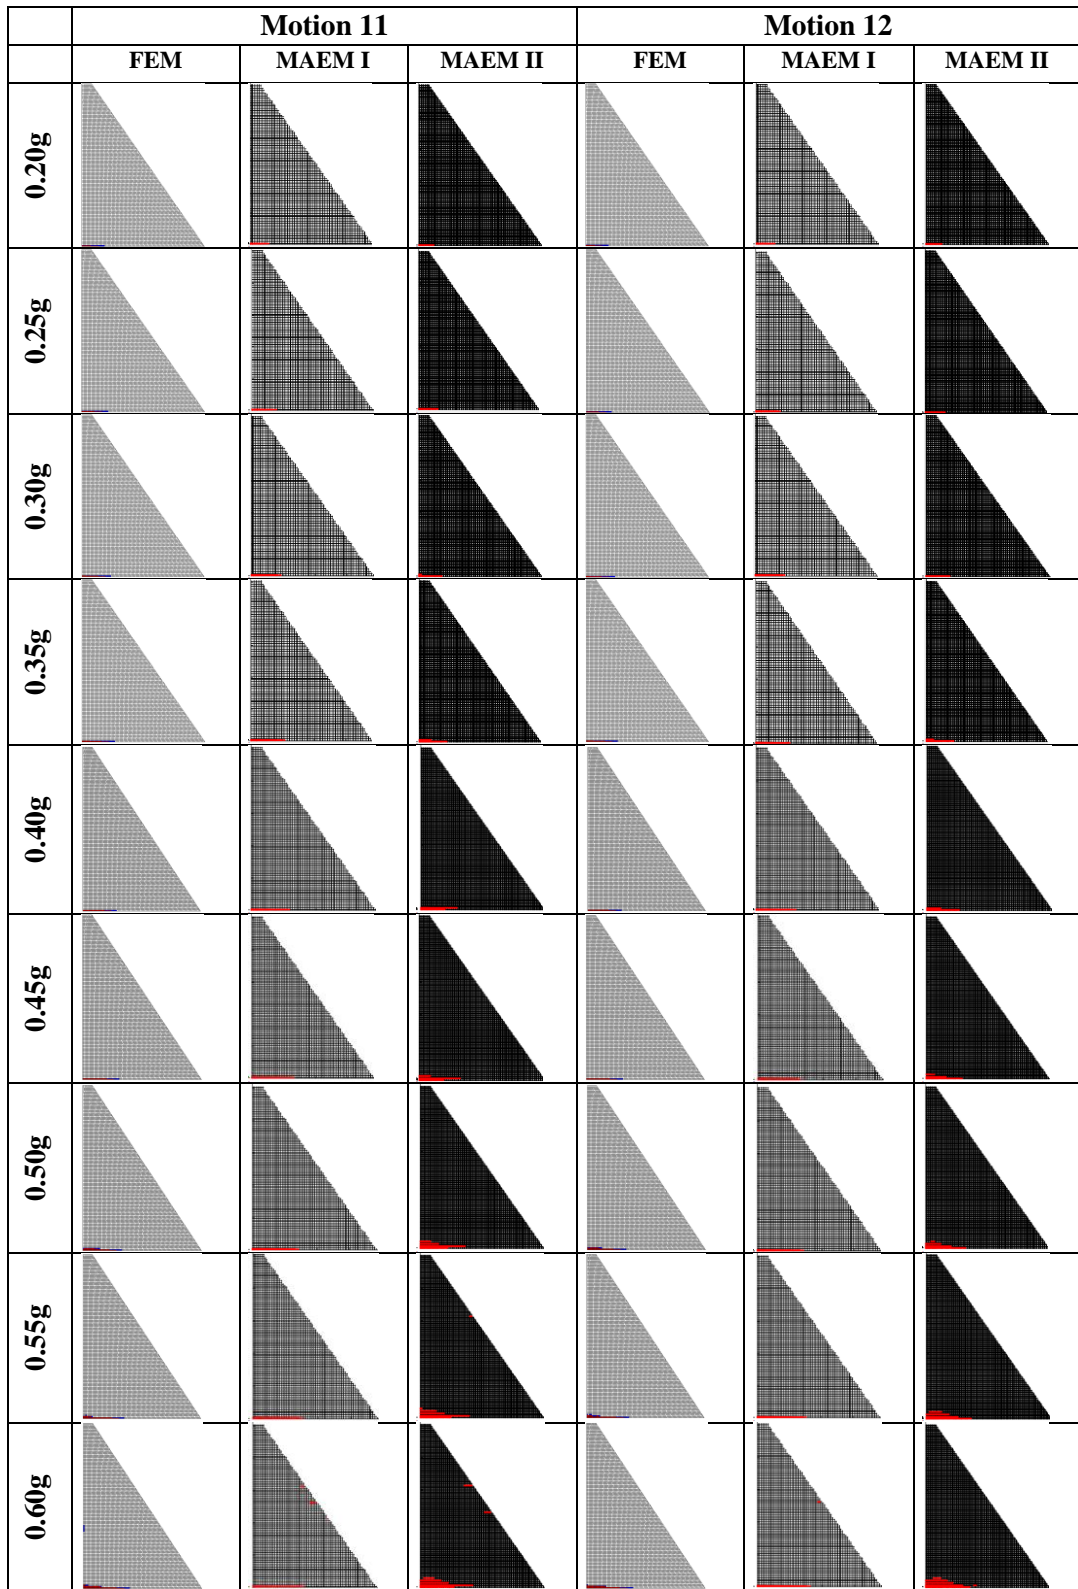 Motion 11 Motion 12
FEM MAEM I MAEM II FEM MAEM I MAEM II
0.20g
0.25g
0.30g
0.35g
0.40g
0.45g
0.50g
0.55g
0.60g